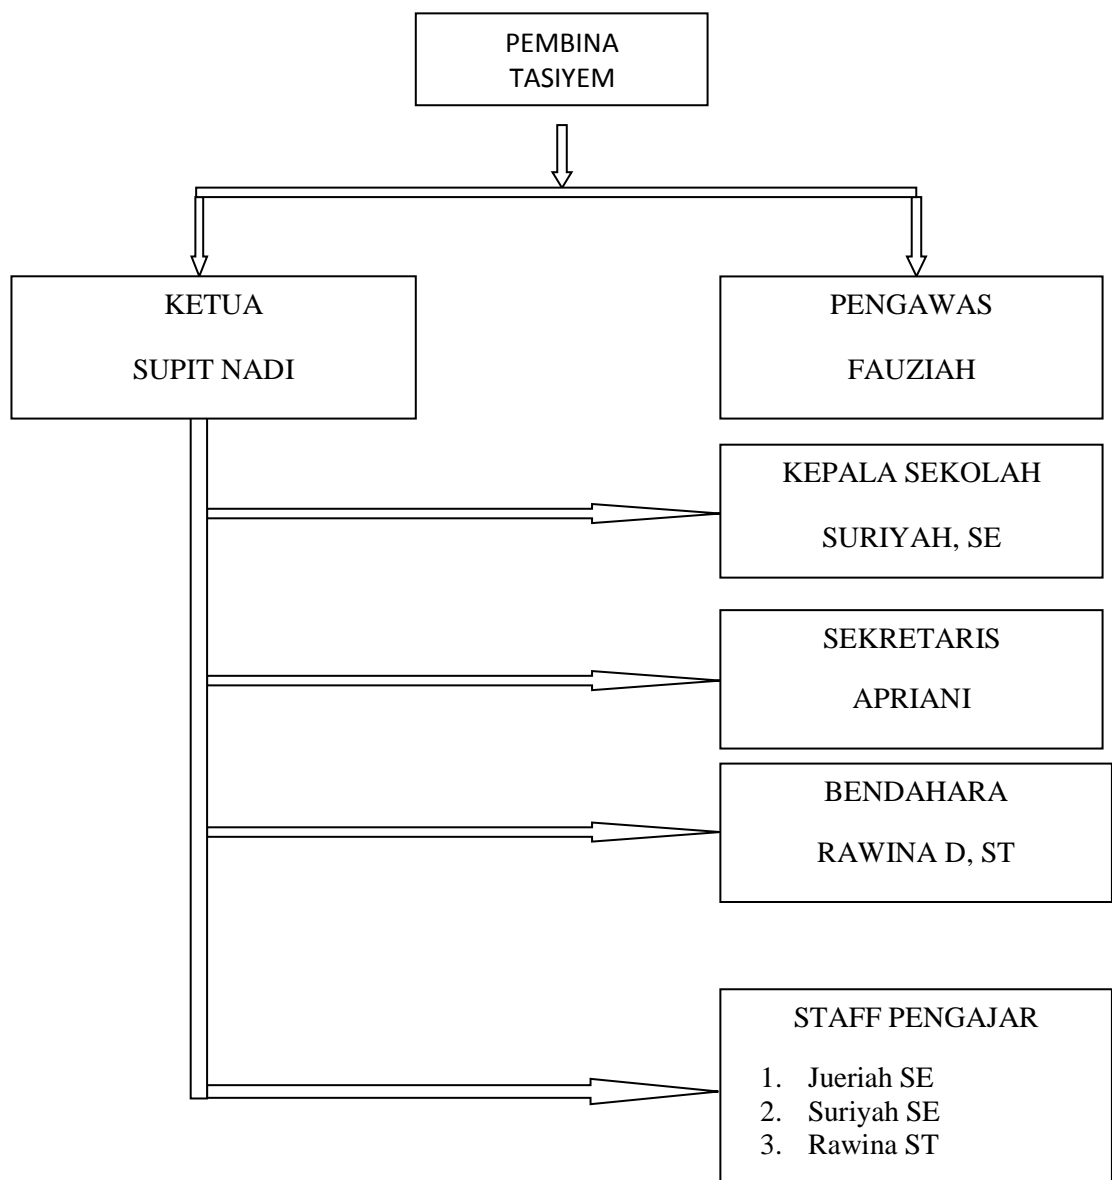 PEMBINA
TASIYEM
KETUA
SUPIT NADI
PENGAWAS
FAUZIAH
KEPALA SEKOLAH
SURIYAH, SE
SEKRETARIS
APRIANI
BENDAHARA
RAWINA D, ST
STAFF PENGAJAR
1. Jueriah SE
2. Suriyah SE
3. Rawina ST